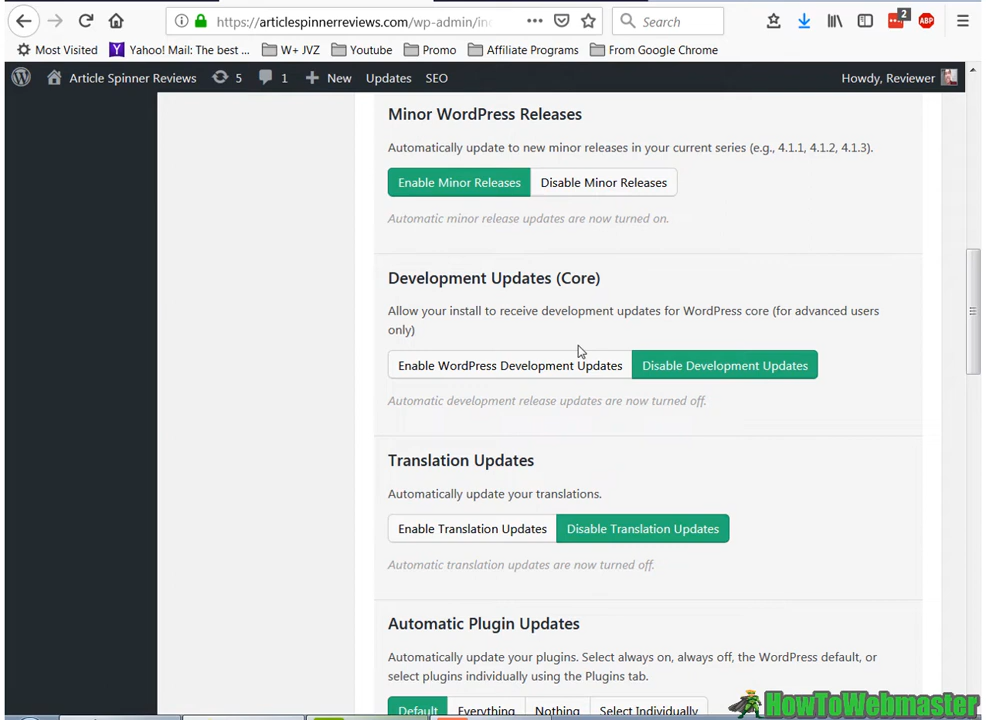 https://articlespinnerreviews.com/wp-admin/in
Search
2
ABP
Most Visited
Yahoo! Mail: The best ...
W+ JVZ
Youtube
Promo
Affiliate Programs
From Google Chrome
Article Spinner Reviews
5
1
New
Updates
SEO
Howdy, Reviewer
Minor WordPress Releases
Automatically update to new minor releases in your current series (e.g., 4.1.1, 4.1.2, 4.1.3).
Enable Minor Releases
Disable Minor Releases
Automatic minor release updates are now turned on.
Development Updates (Core)
Allow your install to receive development updates for WordPress core (for advanced users
only)
Enable WordPress Development Updates
Disable Development Updates
Automatic development release updates are now turned off.
Translation Updates
Automatically update your translations.
Enable Translation Updates
Disable Translation Updates
Automatic translation updates are now turned off.
Automatic Plugin Updates
Automatically update your plugins. Select always on, always off, the WordPress default, or
select plugins individually using the Plugins tab.
Default
Everything
Nothing
Select Individually
HowToWebmaster